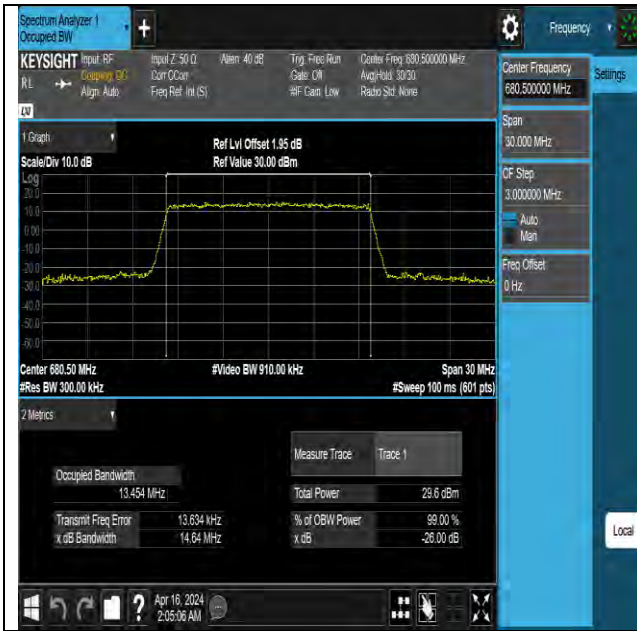 Spectrum Analyzer 1
Occupied BW
+
Frequency
KEYSIGHT
Input: RF
Coupling: DC
Align: Auto
RL
Input Z: 50 Ω
Corr CCorr
Freq Ref: Int (S)
Atten: 40 dB
Trig: Free Run
Gate: Off
#IF Gain: Low
Center Freq: 680.500000 MHz
Avg|Hold: 30/30
Radio Std: None
1 Graph
Scale/Div 10.0 dB
Ref Lvl Offset 1.95 dB
Ref Value 30.00 dBm
Log
20.0
10.0
0.00
-10.0
-20.0
-30.0
-40.0
-50.0
-60.0
Center 680.50 MHz
#Res BW 300.00 kHz
#Video BW 910.00 kHz
Span 30 MHz
#Sweep 100 ms (601 pts)
2 Metrics
Measure Trace Trace 1
Occupied Bandwidth
13.454 MHz
Total Power 29.6 dBm
Transmit Freq Error 13.634 kHz
% of OBW Power 99.00 %
x dB Bandwidth 14.64 MHz
x dB -26.00 dB
Center Frequency
680.500000 MHz
Settings
Span
30.000 MHz
CF Step
3.000000 MHz
Auto
Man
Freq Offset
0 Hz
Local
?
Apr 16, 2024
2:05:06 AM